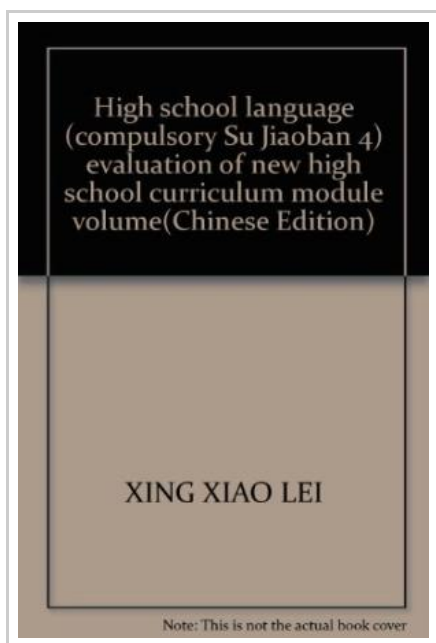 High school language
(compulsory Su Jiaoban 4)
evaluation of new high
school curriculum module
volume(Chinese Edition)
XING XIAO LEI
Note: This is not the actual book cover